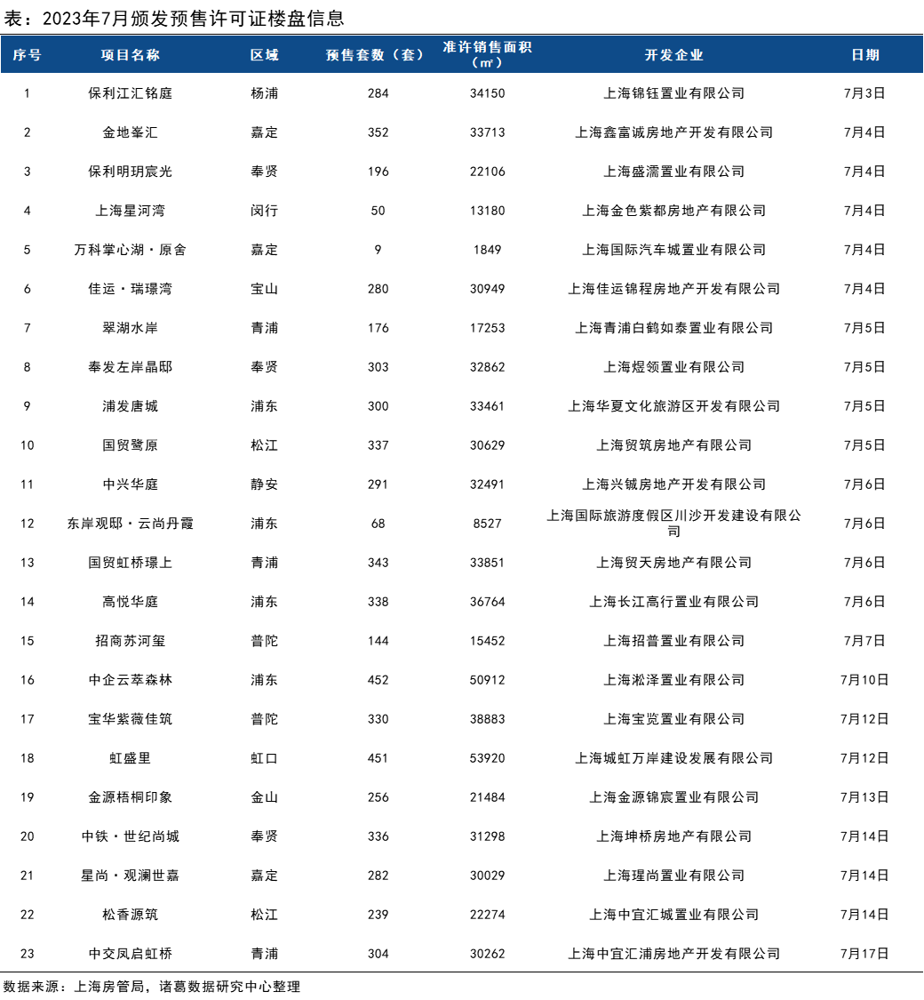 表：2023年7月颁发预售许可证楼盘信息
序号 项目名称 区域 预售套数（套） 准许销售面积（㎡） 开发企业 日期
1 保利江汇铭庭 杨浦 284 34150 上海锦钰置业有限公司 7月3日
2 金地峯汇 嘉定 352 33713 上海鑫富诚房地产开发有限公司 7月4日
3 保利明玥宸光 奉贤 196 22106 上海盛濡置业有限公司 7月4日
4 上海星河湾 闵行 50 13180 上海金色紫都房地产有限公司 7月4日
5 万科掌心湖·原舍 嘉定 9 1849 上海国际汽车城置业有限公司 7月4日
6 佳运·瑞璟湾 宝山 280 30949 上海佳运锦程房地产开发有限公司 7月4日
7 翠湖水岸 青浦 176 17253 上海青浦白鹤如泰置业有限公司 7月5日
8 奉发左岸晶邸 奉贤 303 32862 上海煜领置业有限公司 7月5日
9 浦发唐城 浦东 300 33461 上海华夏文化旅游区开发有限公司 7月5日
10 国贸鹭原 松江 337 30629 上海贸筑房地产有限公司 7月5日
11 中兴华庭 静安 291 32491 上海兴铖房地产开发有限公司 7月6日
12 东岸观邸·云尚丹霞 浦东 68 8527 上海国际旅游度假区川沙开发建设有限公司 7月6日
13 国贸虹桥璟上 青浦 343 33851 上海贸天房地产有限公司 7月6日
14 高悦华庭 浦东 338 36764 上海长江高行置业有限公司 7月6日
15 招商苏河玺 普陀 144 15452 上海招普置业有限公司 7月7日
16 中企云萃森林 浦东 452 50912 上海淞泽置业有限公司 7月10日
17 宝华紫薇佳筑 普陀 330 38883 上海宝览置业有限公司 7月12日
18 虹盛里 虹口 451 53920 上海城虹万岸建设发展有限公司 7月12日
19 金源梧桐印象 金山 256 21484 上海金源锦宸置业有限公司 7月13日
20 中铁·世纪尚城 奉贤 336 31298 上海坤桥房地产有限公司 7月14日
21 星尚·观澜世嘉 嘉定 282 30029 上海瑆尚置业有限公司 7月14日
22 松香源筑 松江 239 22274 上海中宜汇城置业有限公司 7月14日
23 中交凤启虹桥 青浦 304 30262 上海中宜汇浦房地产开发有限公司 7月17日
数据来源：上海房管局，诸葛数据研究中心整理